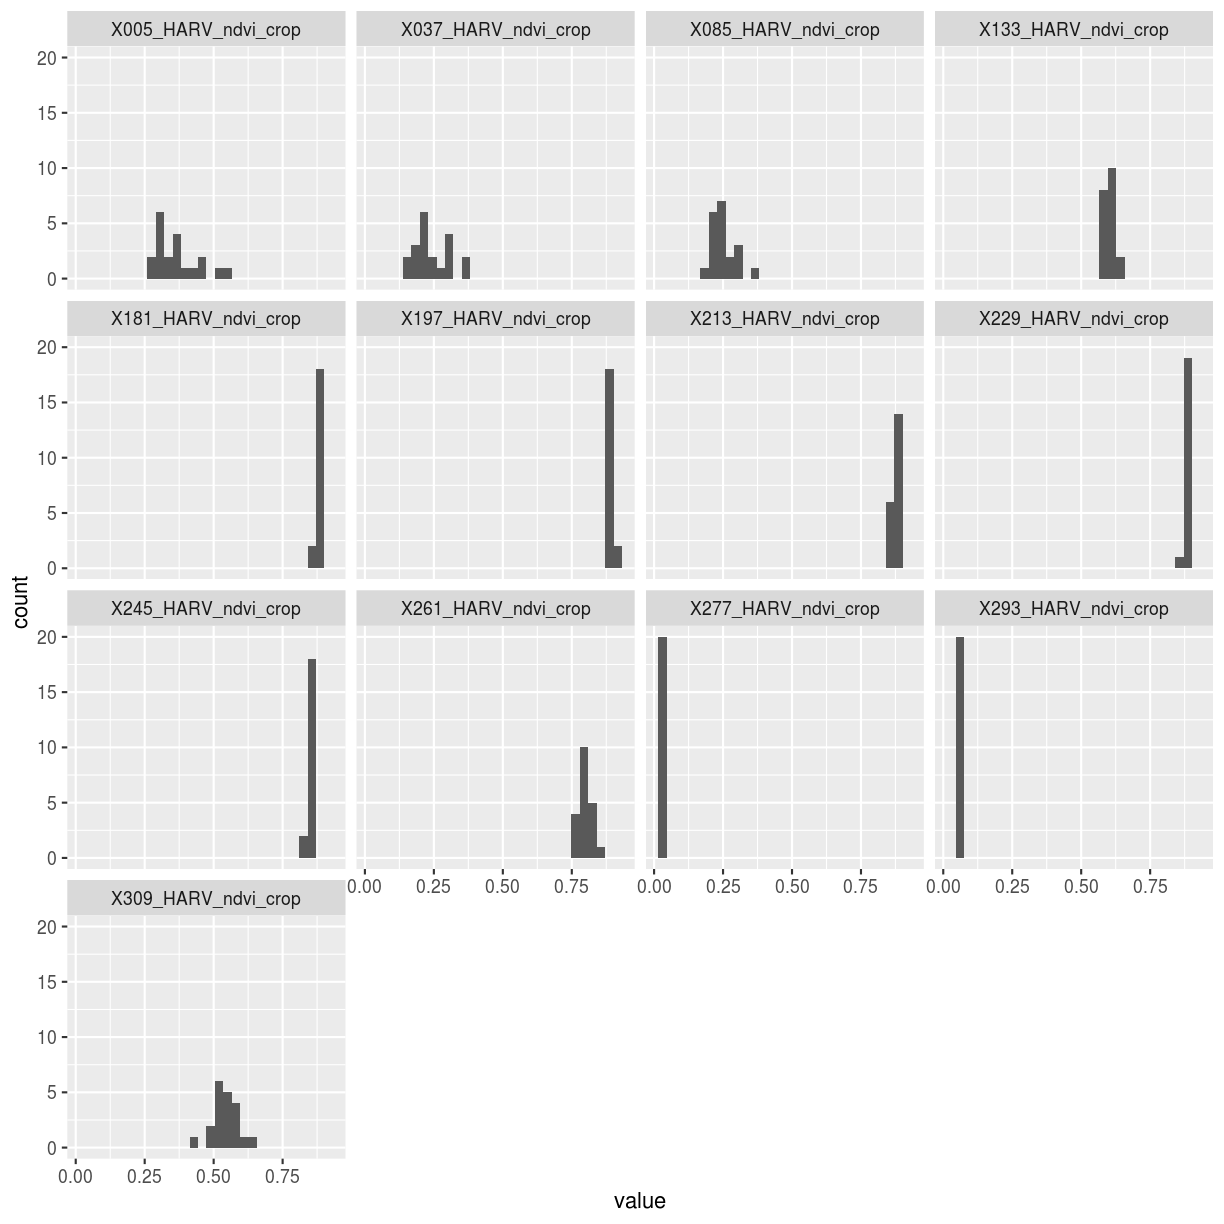 X005_HARV_ndvi_crop X037_HARV_ndvi_crop X085_HARV_ndvi_crop X133_HARV_ndvi_crop
20
15
10
5
0
X181_HARV_ndvi_crop X197_HARV_ndvi_crop X213_HARV_ndvi_crop X229_HARV_ndvi_crop
20
15
10
5
0
count
X245_HARV_ndvi_crop X261_HARV_ndvi_crop X277_HARV_ndvi_crop X293_HARV_ndvi_crop
20
15
10
5
0
0.00 0.25 0.50 0.75 0.00 0.25 0.50 0.75 0.00 0.25 0.50 0.75
X309_HARV_ndvi_crop
20
15
10
5
0
0.00 0.25 0.50 0.75
value